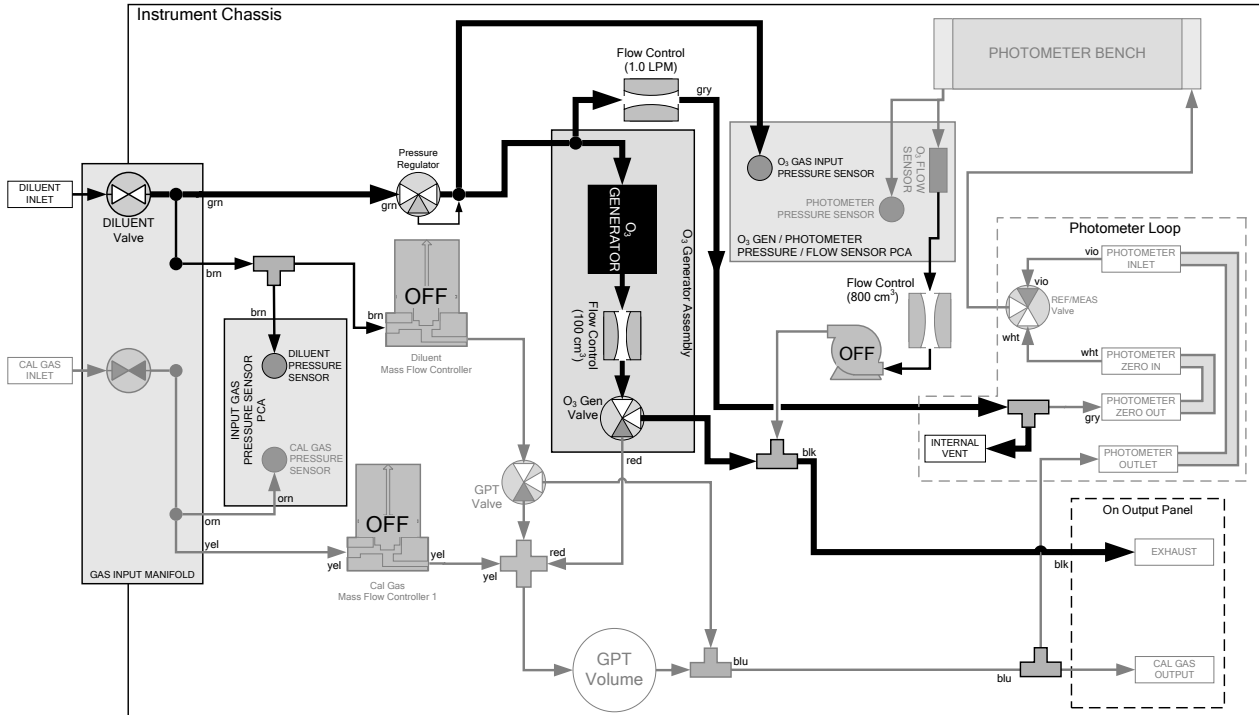 Instrument Chassis
Flow Control
(1.0 LPM)
gry
PHOTOMETER BENCH
Pressure
Regulator
DILUENT
INLET
DILUENT
Valve
grn
grn
O3
GENERATOR
O3 Generator Assembly
O3 GAS INPUT
PRESSURE SENSOR
O3 FLOW
SENSOR
PHOTOMETER
PRESSURE SENSOR
O3 GEN / PHOTOMETER
PRESSURE / FLOW SENSOR PCA
Photometer Loop
vio
PHOTOMETER
INLET
vio
REF/MEAS
Valve
wht
wht
PHOTOMETER
ZERO IN
PHOTOMETER
ZERO OUT
gry
INTERNAL
VENT
PHOTOMETER
OUTLET
brn
brn
brn
OFF
Diluent
Mass Flow Controller
Flow Control
(100 cm3)
Flow Control
(800 cm3)
OFF
CAL GAS
INLET
DILUENT
PRESSURE
SENSOR
INPUT GAS
PRESSURE SENSOR
PCA
CAL GAS
PRESSURE
SENSOR
orn
orn
O3 Gen
Valve
red
blk
GPT
Valve
OFF
yel
yel
yel
yel
red
Cal Gas
Mass Flow Controller 1
GAS INPUT MANIFOLD
On Output Panel
EXHAUST
blk
GPT
Volume
blu
blu
CAL GAS
OUTPUT